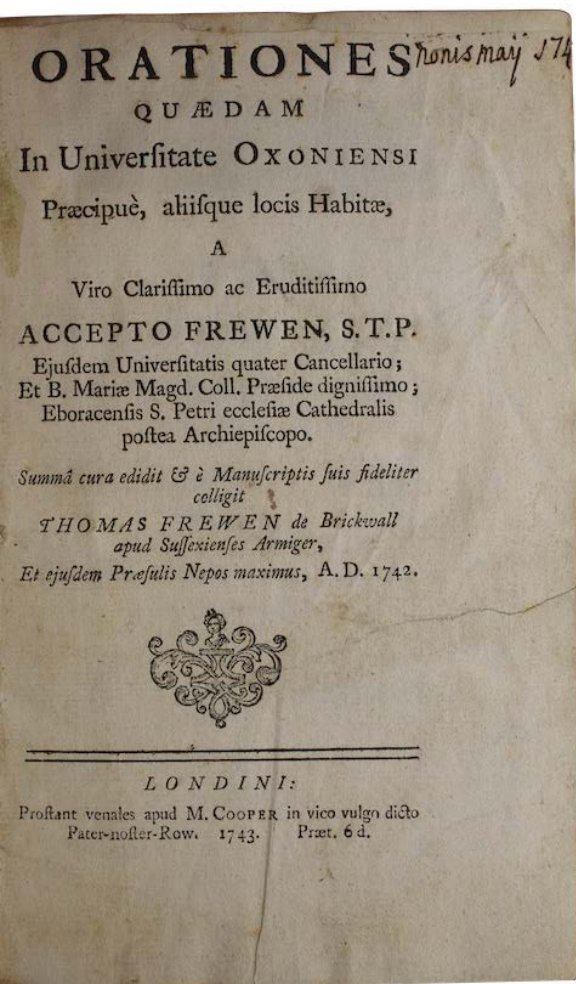 ORATIONES nonis maij 174
QUÆDAM
In Univerſitate OXONIENSI
Præcipuè, aliiſque locis Habitæ,
A
Viro Clariſſimo ac Eruditiſſimo
ACCEPTO FREWEN, S.T.P.
Ejuſdem Univerſitatis quater Cancellario;
Et B. Mariæ Magd. Coll. Præſide digniſſimo;
Eboracenſis S. Petri eccleſiæ Cathedralis
poſtea Archiepiſcopo.
Summâ cura edidit & è Manuſcriptis ſuis fideliter
colligit
THOMAS FREWEN de Brickwall
apud Suſſexienſes Armiger,
Et ejuſdem Præſulis Nepos maximus, A.D. 1742.
LONDINI:
Proſtant venales apud M. COOPER in vico vulgo dicto
Pater-noſter-Row. 1743. Præt. 6 d.